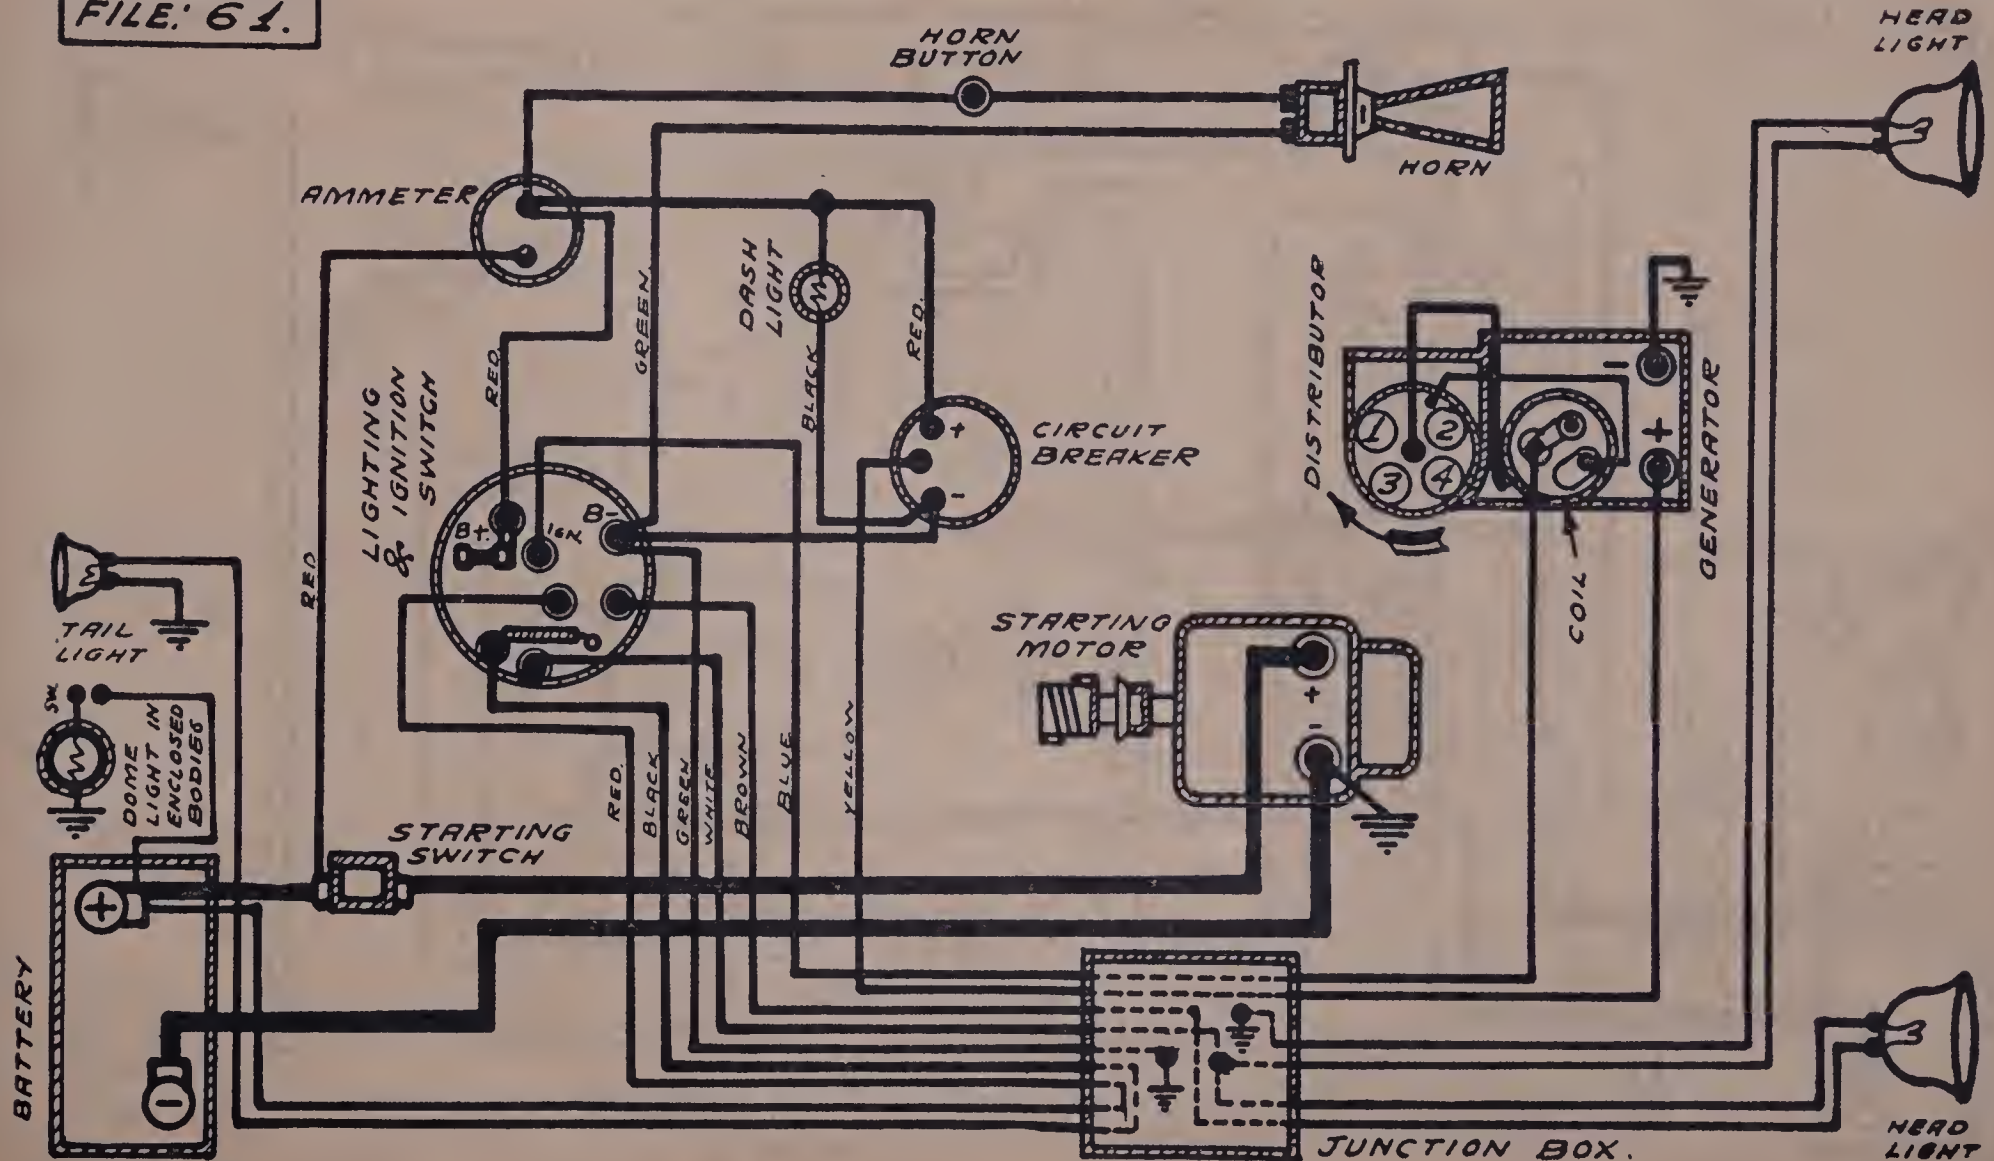 FILE: 61.
HORN
BUTTON
HEAD
LIGHT
HORN
AMMETER
DASH
LIGHT
GREEN
RED.
RED.
BLACK
DISTRIBUTOR
GENERATOR
LIGHTING
& IGNITION
SWITCH
CIRCUIT
BREAKER
+
-
-
+
1
2
3
4
B+.
IGN.
B-
RED
COIL
TAIL
LIGHT
STARTING
MOTOR
+
-
SW.
DOME
LIGHT IN
ENCLOSED
BODIES
RED.
BLACK
GREEN
WHITE
BROWN
BLUE
YELLOW
STARTING
SWITCH
+
-
BATTERY
JUNCTION BOX.
HEAD
LIGHT